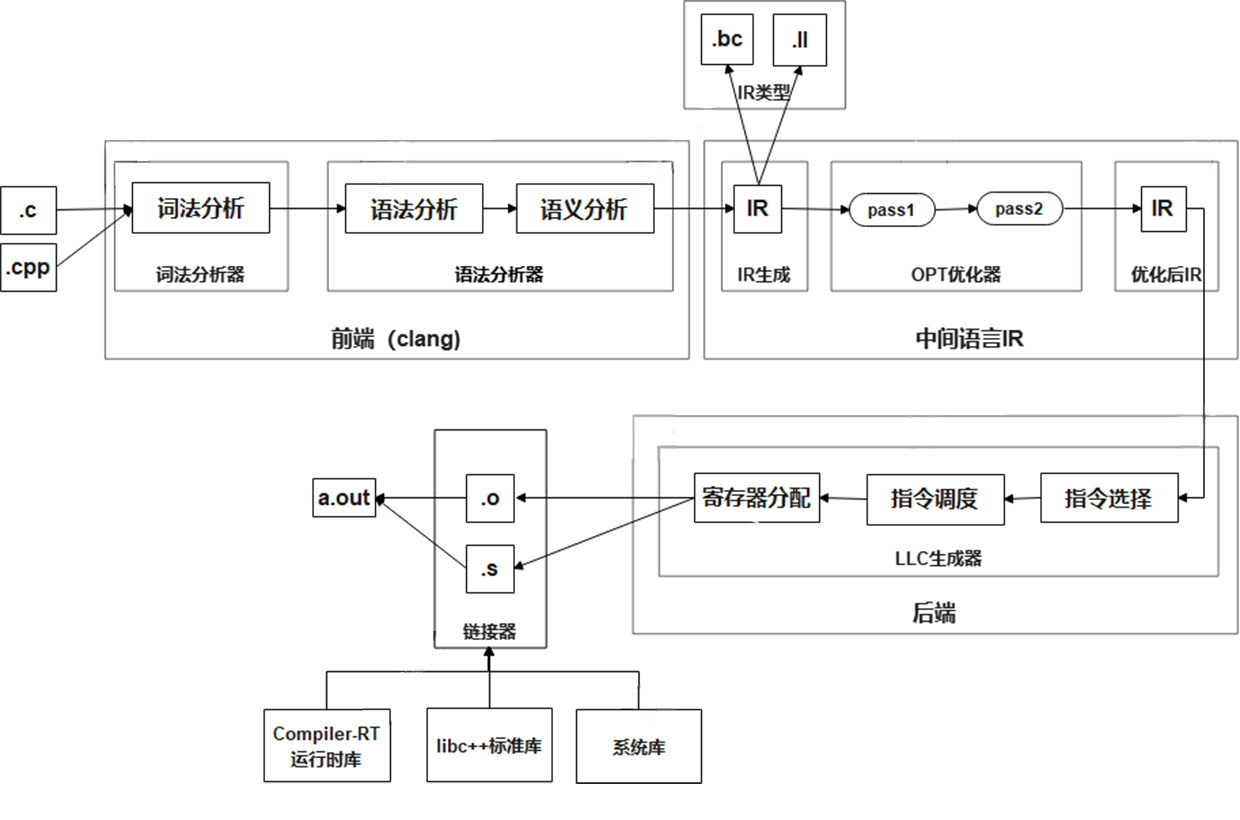 .bc
.ll
IR类型
.c
.cpp
词法分析
词法分析器
语法分析
语义分析
语法分析器
前端（clang)
IR
IR生成
pass1
pass2
OPT优化器
IR
优化后IR
中间语言IR
a.out
.o
.s
链接器
寄存器分配
指令调度
指令选择
LLC生成器
后端
Compiler-RT
运行时库
libc++标准库
系统库